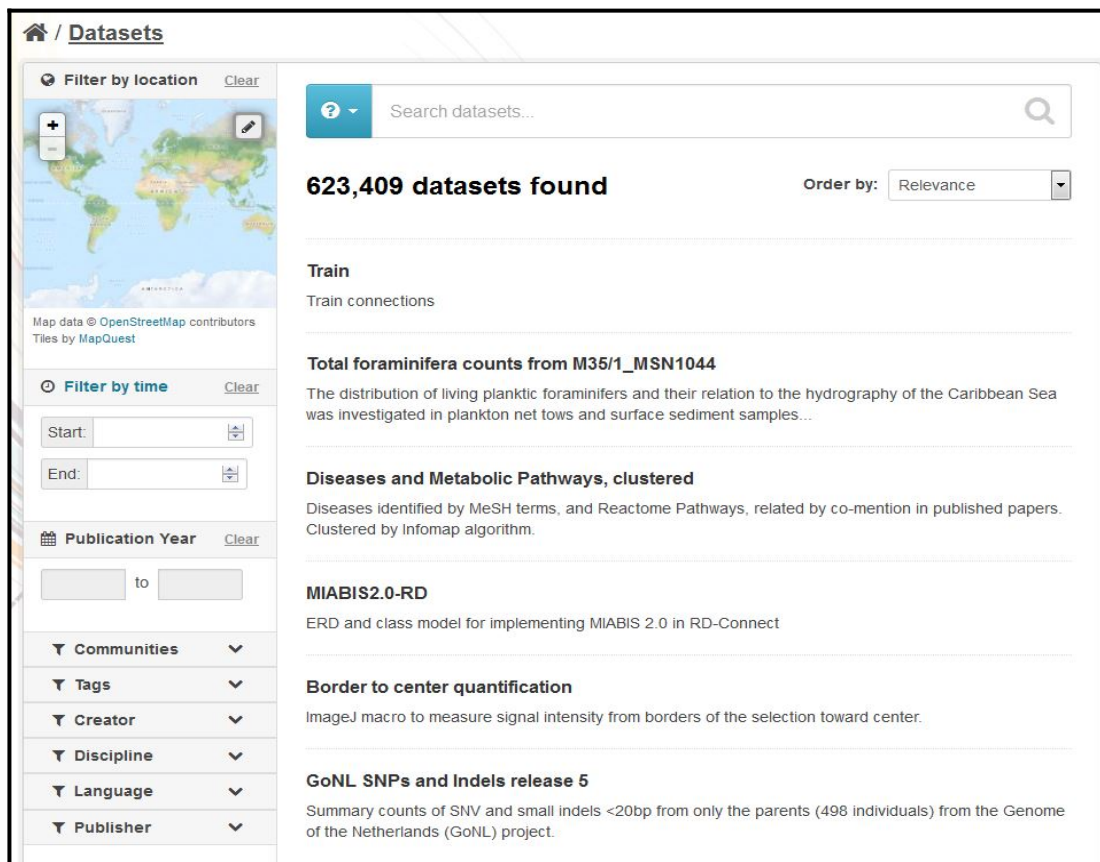 / Datasets
Filter by location Clear
+
-
AFRICA
ANTARCTICA
Map data © OpenStreetMap contributors
Tiles by MapQuest
Filter by time Clear
Start:
End:
Publication Year Clear
to
Communities
Tags
Creator
Discipline
Language
Publisher
?
Search datasets...
623,409 datasets found
Order by: Relevance
Train
Train connections
Total foraminifera counts from M35/1_MSN1044
The distribution of living planktic foraminifers and their relation to the hydrography of the Caribbean Sea
was investigated in plankton net tows and surface sediment samples...
Diseases and Metabolic Pathways, clustered
Diseases identified by MeSH terms, and Reactome Pathways, related by co-mention in published papers.
Clustered by Infomap algorithm.
MIABIS2.0-RD
ERD and class model for implementing MIABIS 2.0 in RD-Connect
Border to center quantification
ImageJ macro to measure signal intensity from borders of the selection toward center.
GoNL SNPs and Indels release 5
Summary counts of SNV and small indels <20bp from only the parents (498 individuals) from the Genome
of the Netherlands (GoNL) project.